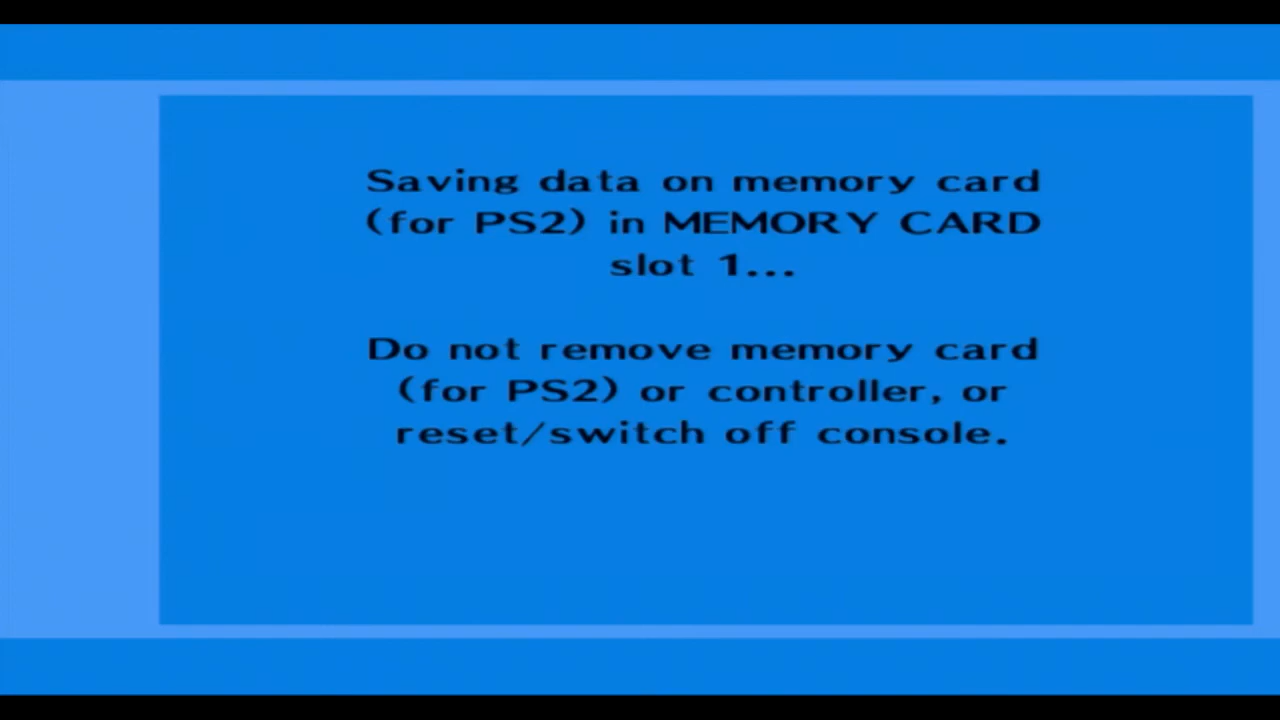 Saving data on memory card
(for PS2) in MEMORY CARD
slot 1...
Do not remove memory card
(for PS2) or controller, or
reset/switch off console.